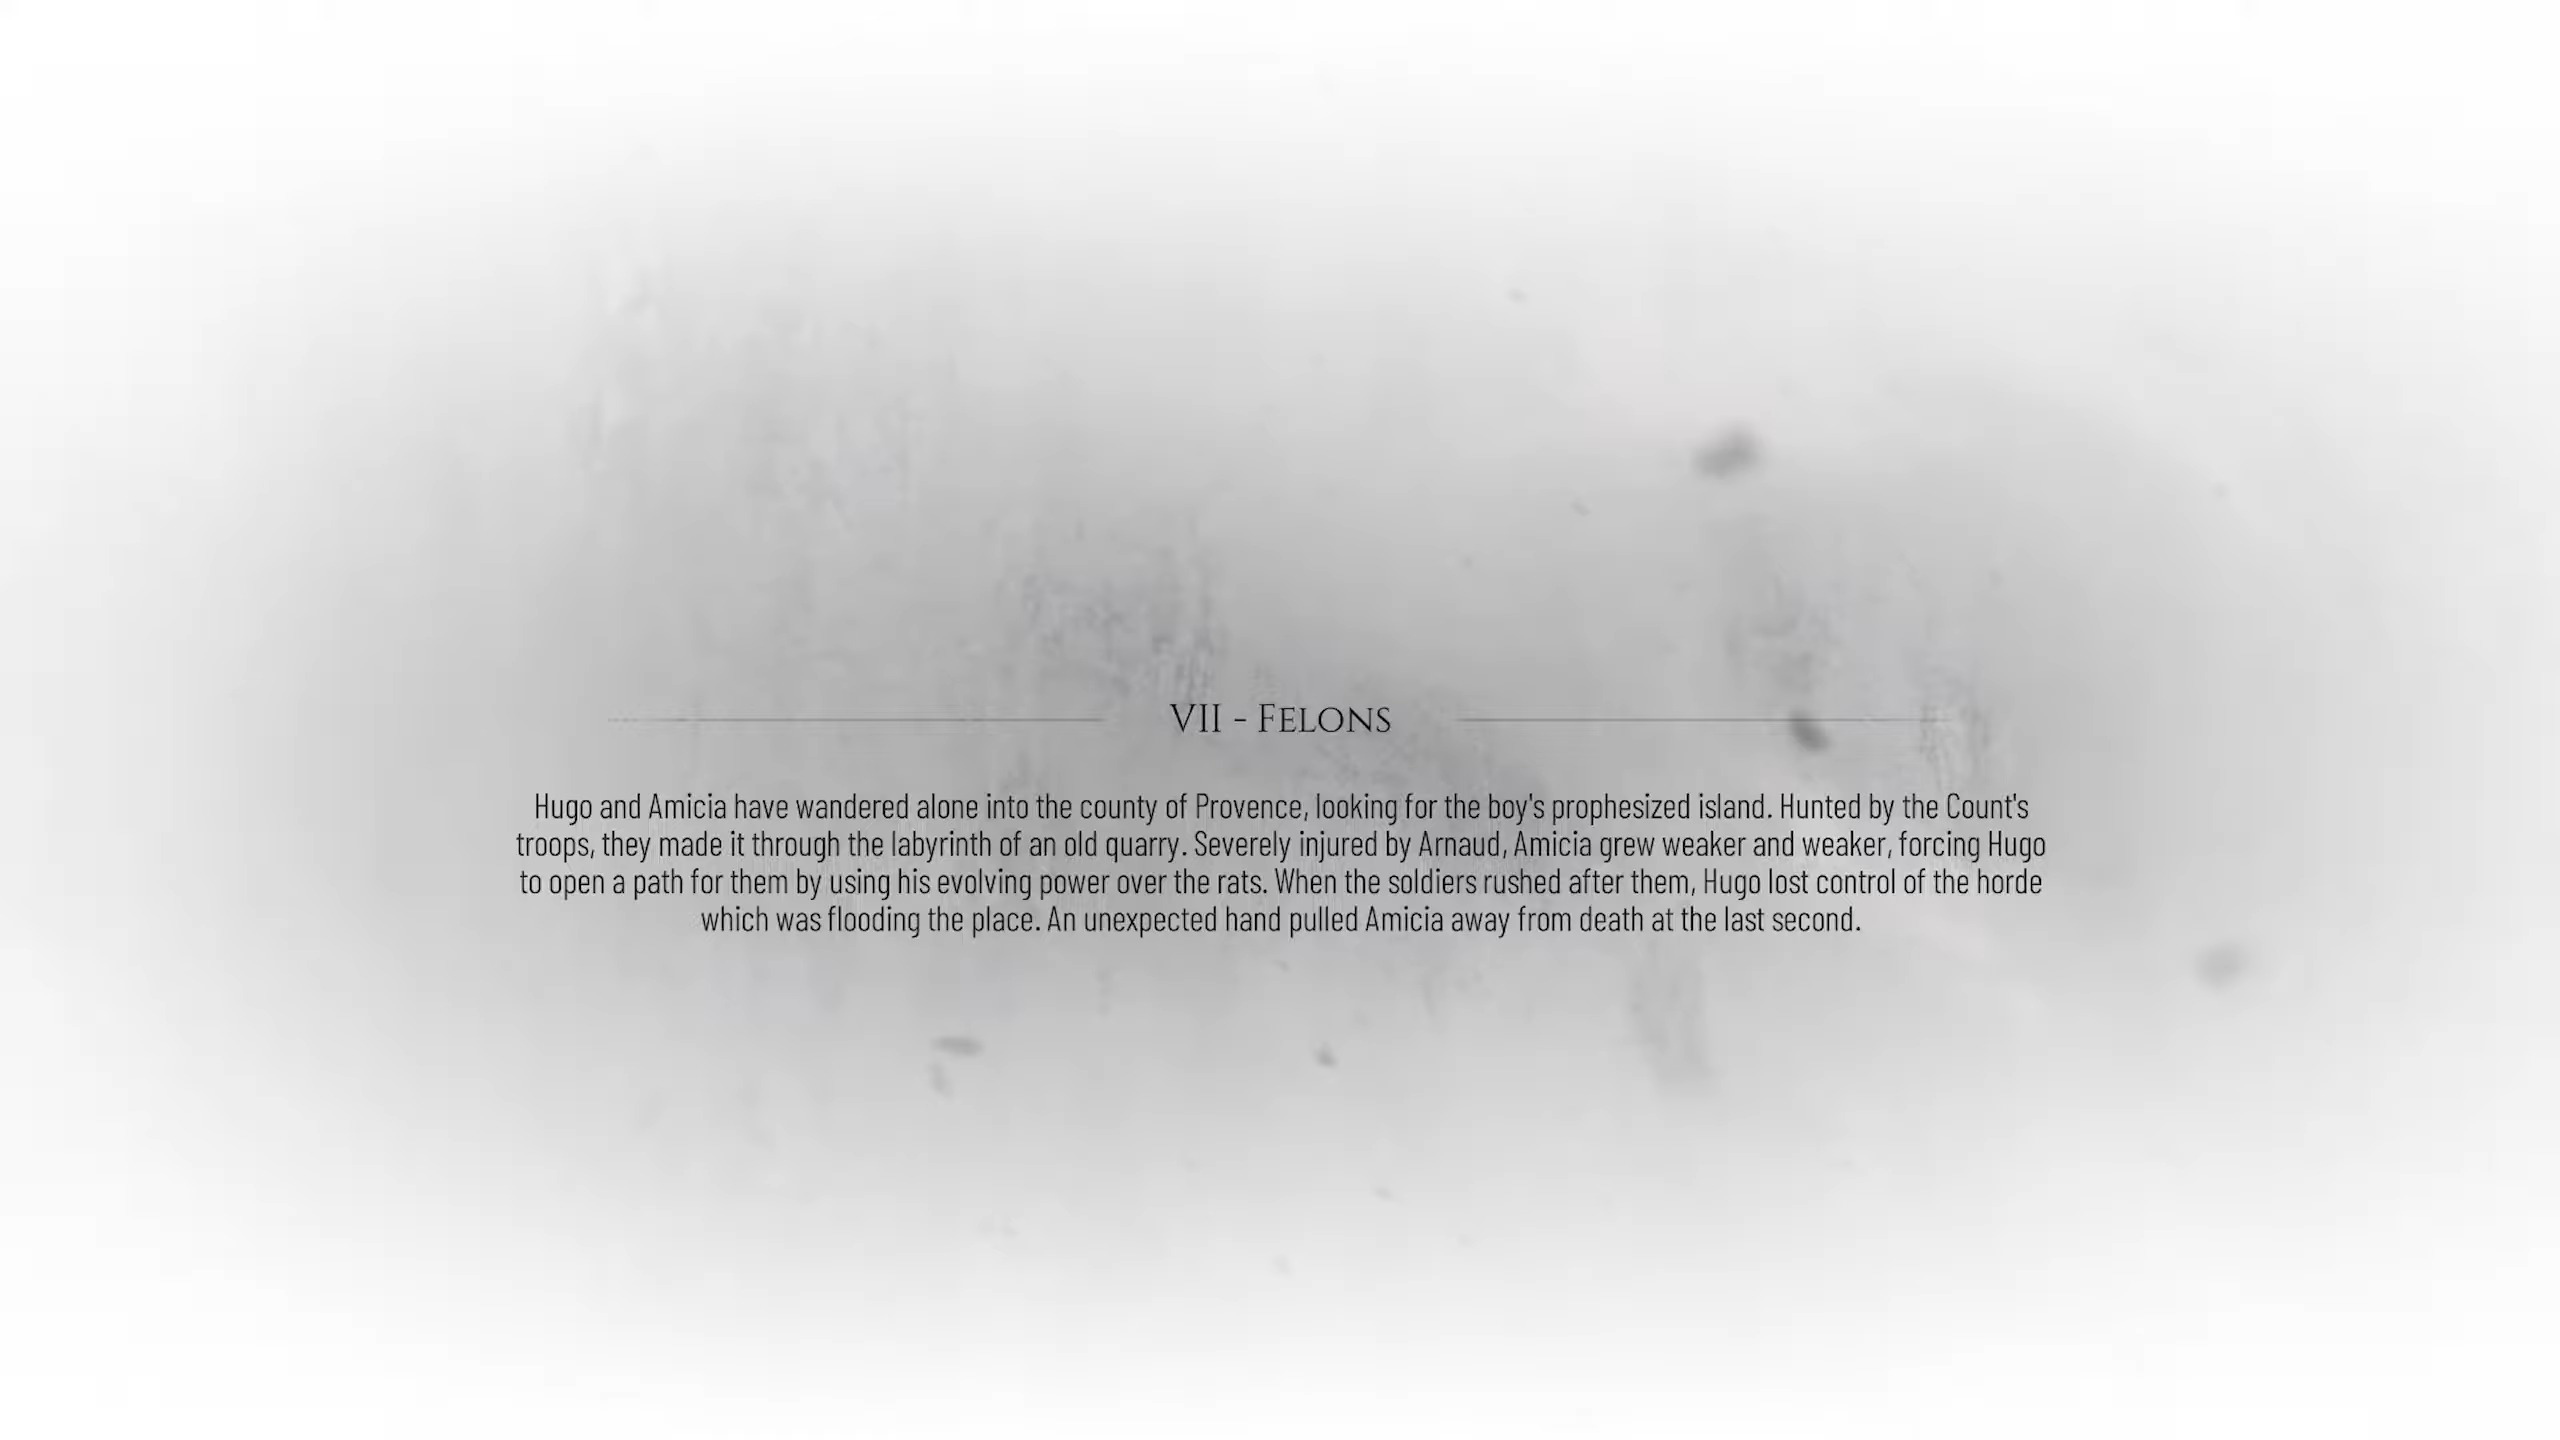 VII - Felons
Hugo and Amicia have wandered alone into the county of Provence, looking for the boy's prophesized island. Hunted by the Count's
troops, they made it through the labyrinth of an old quarry. Severely injured by Arnaud, Amicia grew weaker and weaker, forcing Hugo
to open a path for them by using his evolving power over the rats. When the soldiers rushed after them, Hugo lost control of the horde
which was flooding the place. An unexpected hand pulled Amicia away from death at the last second.